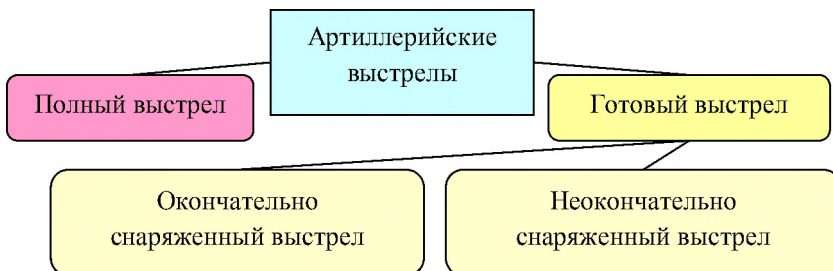 Артиллерийские
выстрелы
Полный выстрел
Готовый выстрел
Окончательно
снаряженный выстрел
Неокончательно
снаряженный выстрел